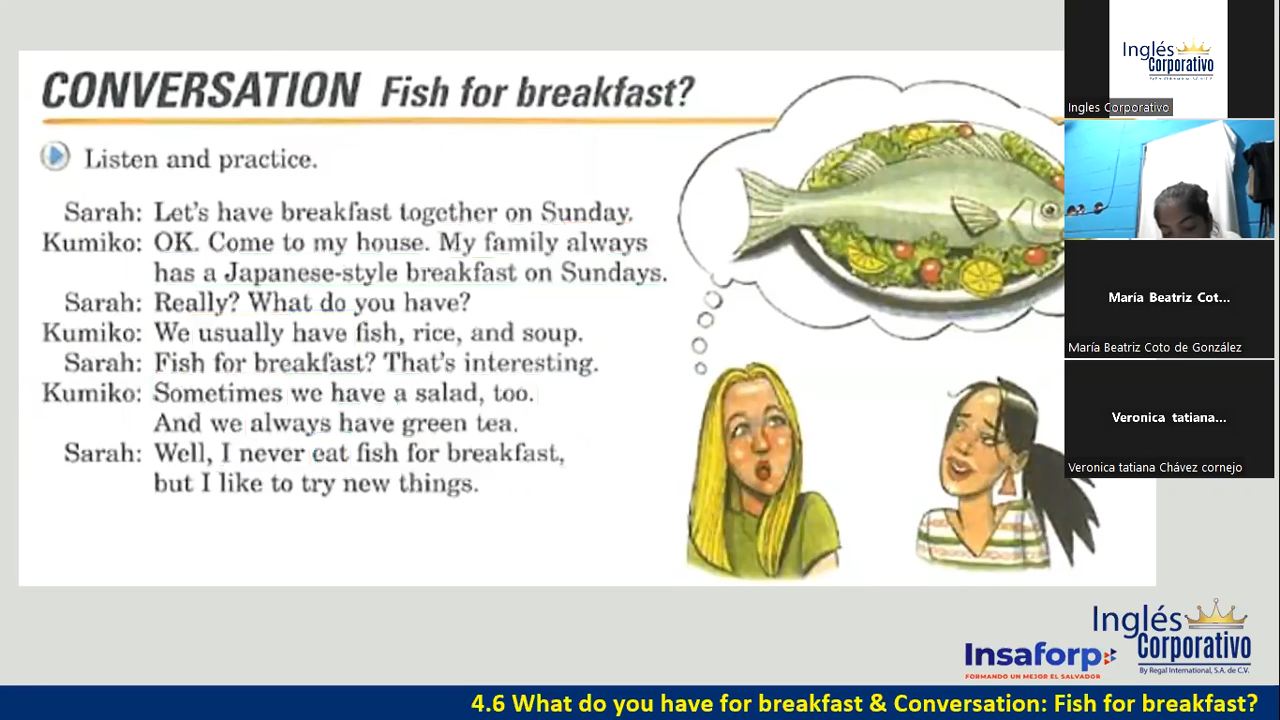 CONVERSATION Fish for breakfast?
Listen and practice.
Sarah: Let's have breakfast together on Sunday.
Kumiko: OK. Come to my house. My family always
has a Japanese-style breakfast on Sundays.
Sarah: Really? What do you have?
Kumiko: We usually have fish, rice, and soup.
Sarah: Fish for breakfast? That's interesting.
Kumiko: Sometimes we have a salad, too.
And we always have green tea.
Sarah: Well, I never eat fish for breakfast,
but I like to try new things.
Inglés
Corporativo
By Regal International, S.A. de C.V.
Ingles Corporativo
María Beatriz Cot...
María Beatriz Coto de González
Veronica tatiana...
Veronica tatiana Chávez cornejo
Insaforp
FORMANDO UN MEJOR EL SALVADOR
Inglés
Corporativo
By Regal International, S.A. de C.V.
4.6 What do you have for breakfast & Conversation: Fish for breakfast?